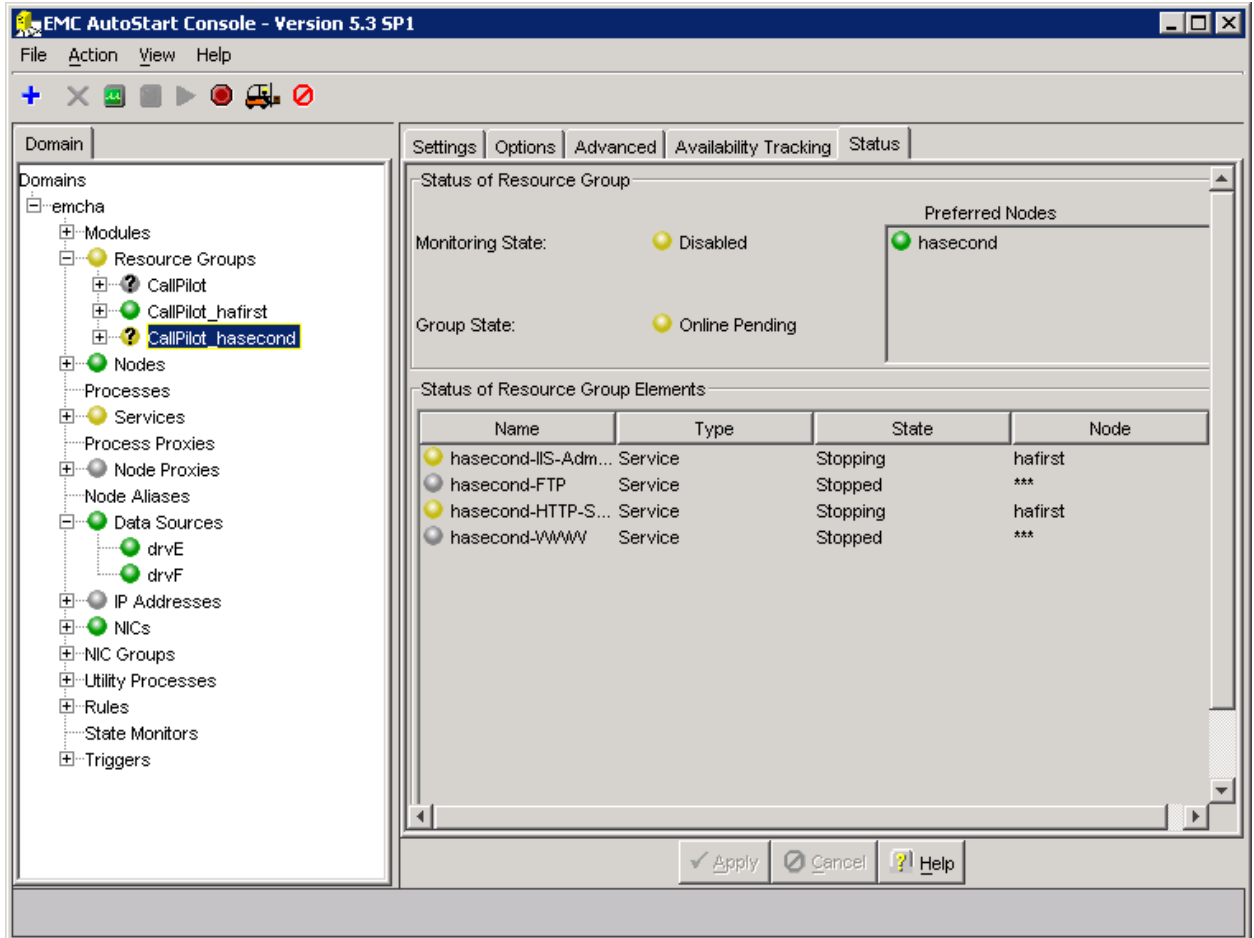 EMC AutoStart Console - Version 5.3 SP1
File Action View Help
Domain
Domains
emcha
Modules
Resource Groups
CallPilot
CallPilot_hafirst
CallPilot_hasecond
Nodes
Processes
Services
Process Proxies
Node Proxies
Node Aliases
Data Sources
drvE
drvF
IP Addresses
NICs
NIC Groups
Utility Processes
Rules
State Monitors
Triggers
Settings Options Advanced Availability Tracking Status
Status of Resource Group
Preferred Nodes
Monitoring State: Disabled hasecond
Group State: Online Pending
Status of Resource Group Elements
Name Type State Node
hasecond-IIS-Adm... Service Stopping hafirst
hasecond-FTP Service Stopped ***
hasecond-HTTP-S... Service Stopping hafirst
hasecond-WWW Service Stopped ***
Apply Cancel Help